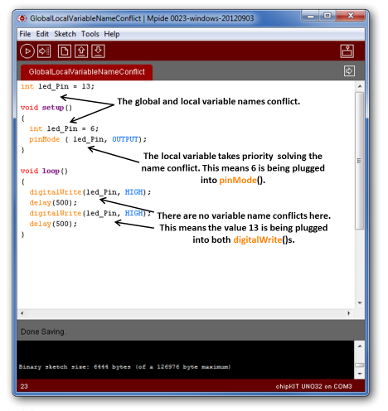 GlobalLocalVariableNameConflict | Mpide 0023-windows-20120903
File Edit Sketch Tools Help
GlobalLocalVariableNameConflict
int led_Pin = 13;
The global and local variable names conflict.
void setup()
{
int led_Pin = 6;
pinMode ( led_Pin, OUTPUT);
}
The local variable takes priority solving the
name conflict. This means 6 is being plugged
into pinMode().
void loop()
{
digitalWrite(led_Pin, HIGH);
delay(500);
digitalWrite(led_Pin, HIGH);
delay(500);
}
There are no variable name conflicts here.
This means the value 13 is being plugged
into both digitalWrite()s.
Done Saving.
Binary sketch size: 6444 bytes (of a 126976 byte maximum)
23
chipKIT UNO32 on COM3